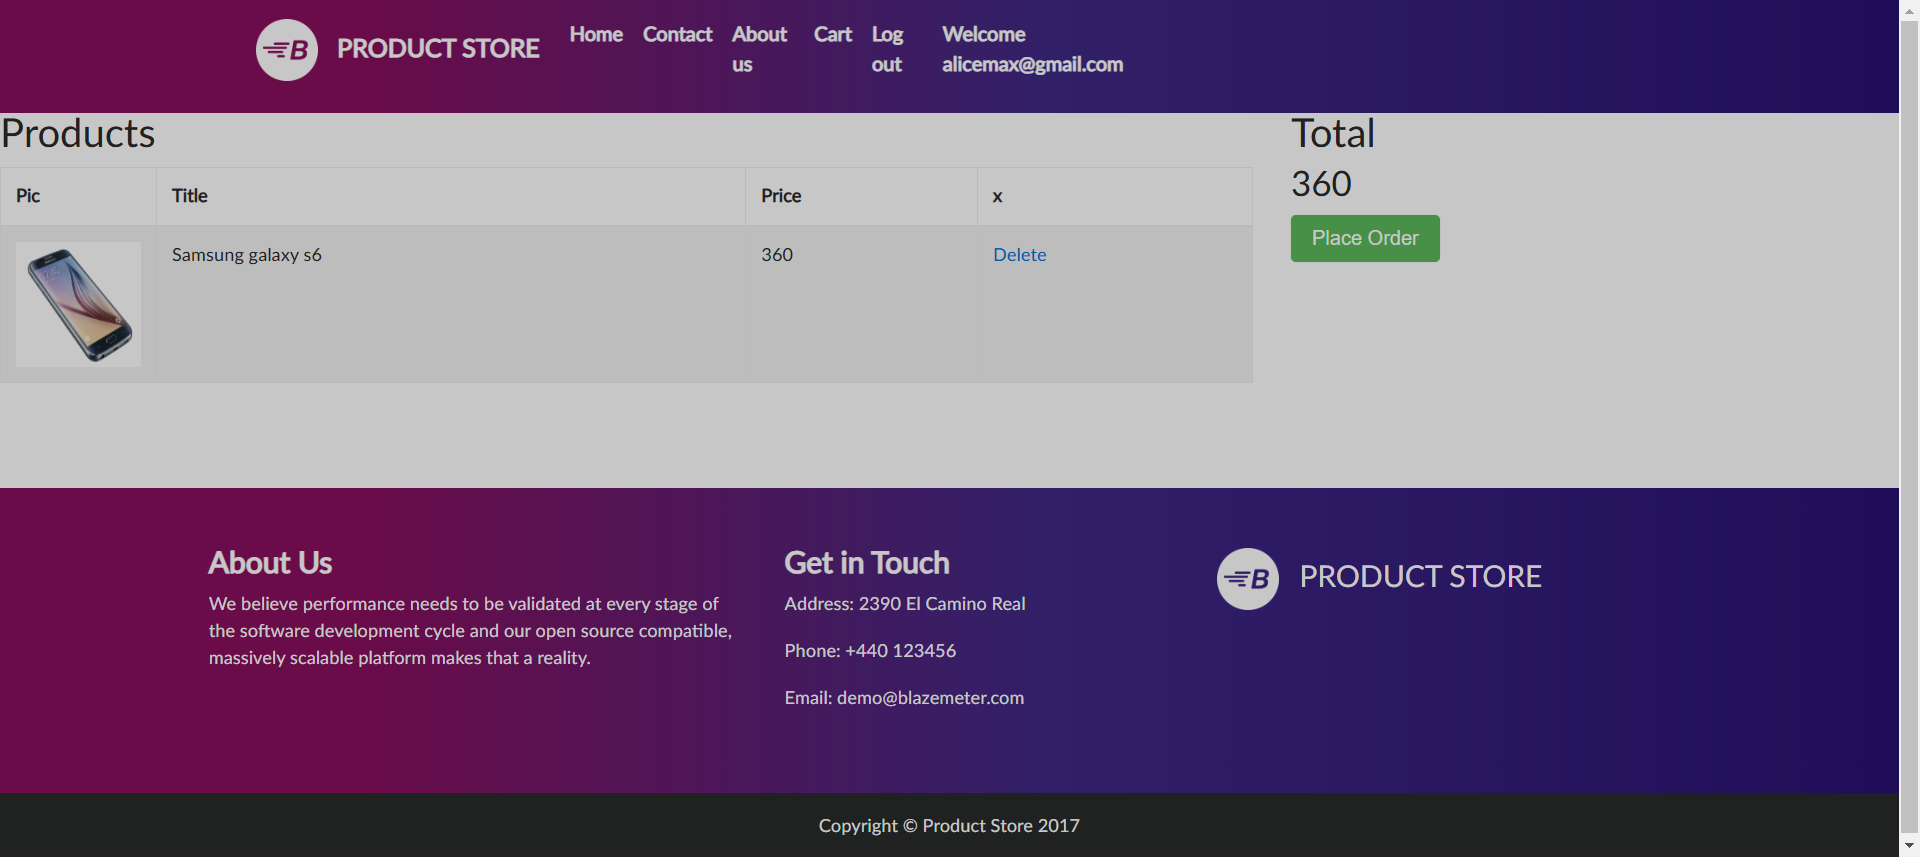 B PRODUCT STORE Home Contact About us Cart Log out Welcome alicemax@gmail.com
Products
Total
360
Place Order
Pic Title Price x
Samsung galaxy s6 360 Delete
About Us
We believe performance needs to be validated at every stage of
the software development cycle and our open source compatible,
massively scalable platform makes that a reality.
Get in Touch
Address: 2390 El Camino Real
Phone: +440 123456
Email: demo@blazemeter.com
B PRODUCT STORE
Copyright © Product Store 2017